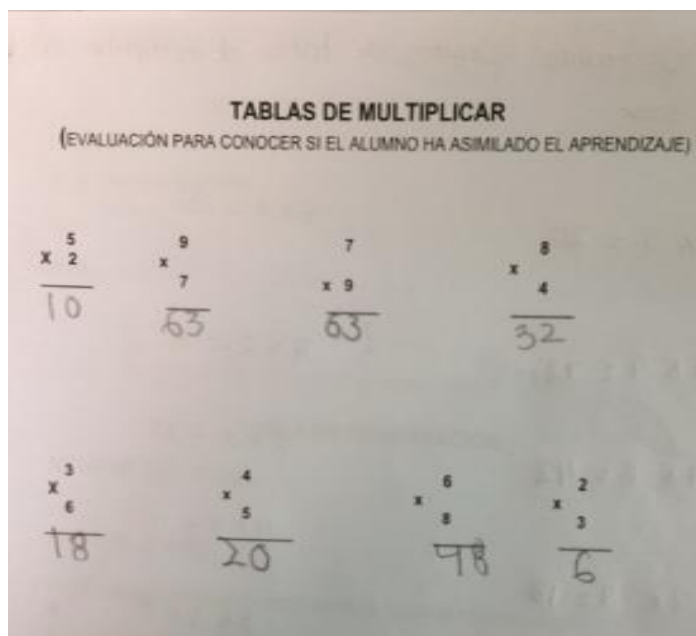 TABLAS DE MULTIPLICAR
(EVALUACIÓN PARA CONOCER SI EL ALUMNO HA ASIMILADO EL APRENDIZAJE)
5 9 7 8
x 2 x 7 x 9 x 4
10 63 63 32
3 4 6 2
x 6 x 5 x 8 x 3
18 20 48 6